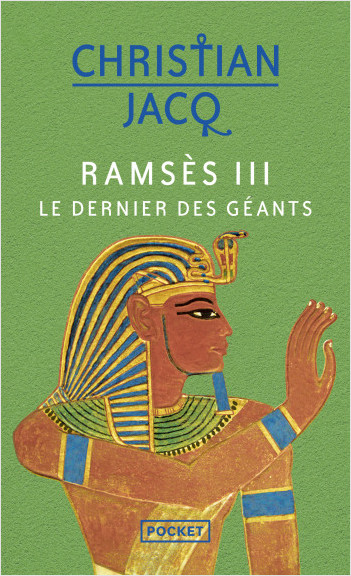 CHRISTIAN
JACQ
RAMSÈS III
LE DERNIER DES GÉANTS
POCKET